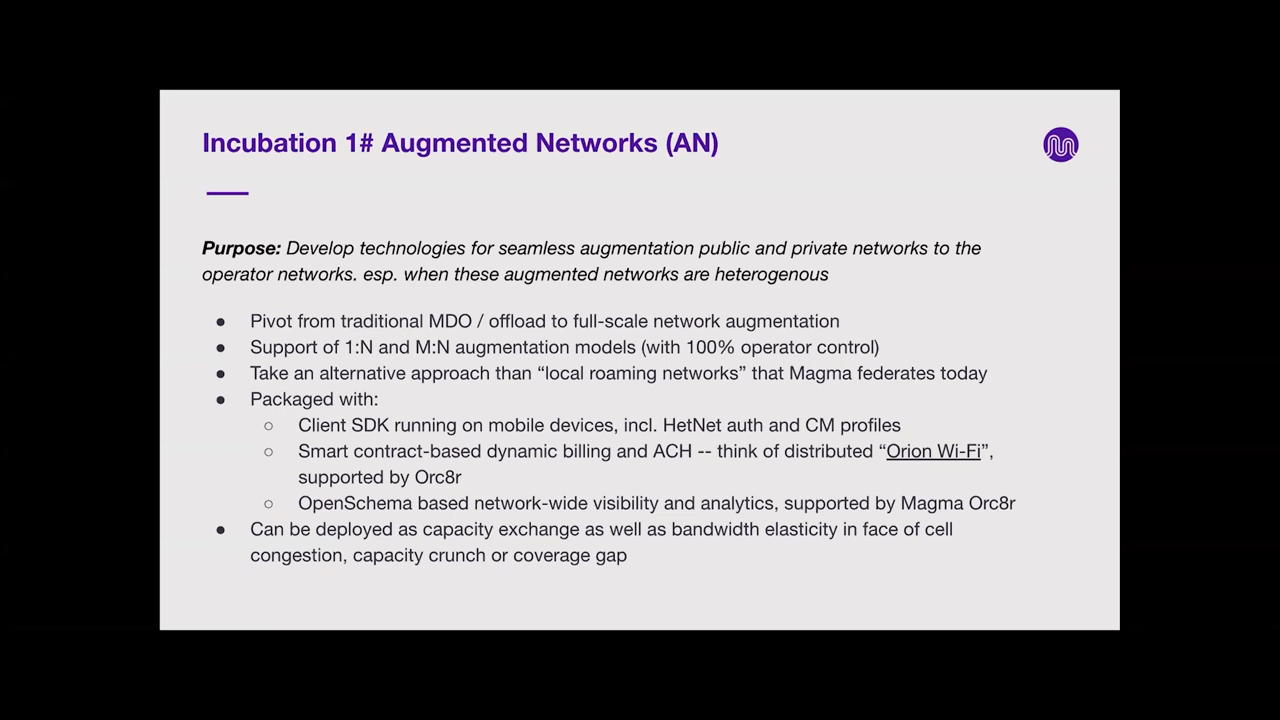 Incubation 1# Augmented Networks (AN)
Purpose: Develop technologies for seamless augmentation public and private networks to the
operator networks. esp. when these augmented networks are heterogenous
● Pivot from traditional MDO / offload to full-scale network augmentation
● Support of 1:N and M:N augmentation models (with 100% operator control)
● Take an alternative approach than “local roaming networks” that Magma federates today
● Packaged with:
○ Client SDK running on mobile devices, incl. HetNet auth and CM profiles
○ Smart contract-based dynamic billing and ACH -- think of distributed “Orion Wi-Fi”,
supported by Orc8r
○ OpenSchema based network-wide visibility and analytics, supported by Magma Orc8r
● Can be deployed as capacity exchange as well as bandwidth elasticity in face of cell
congestion, capacity crunch or coverage gap